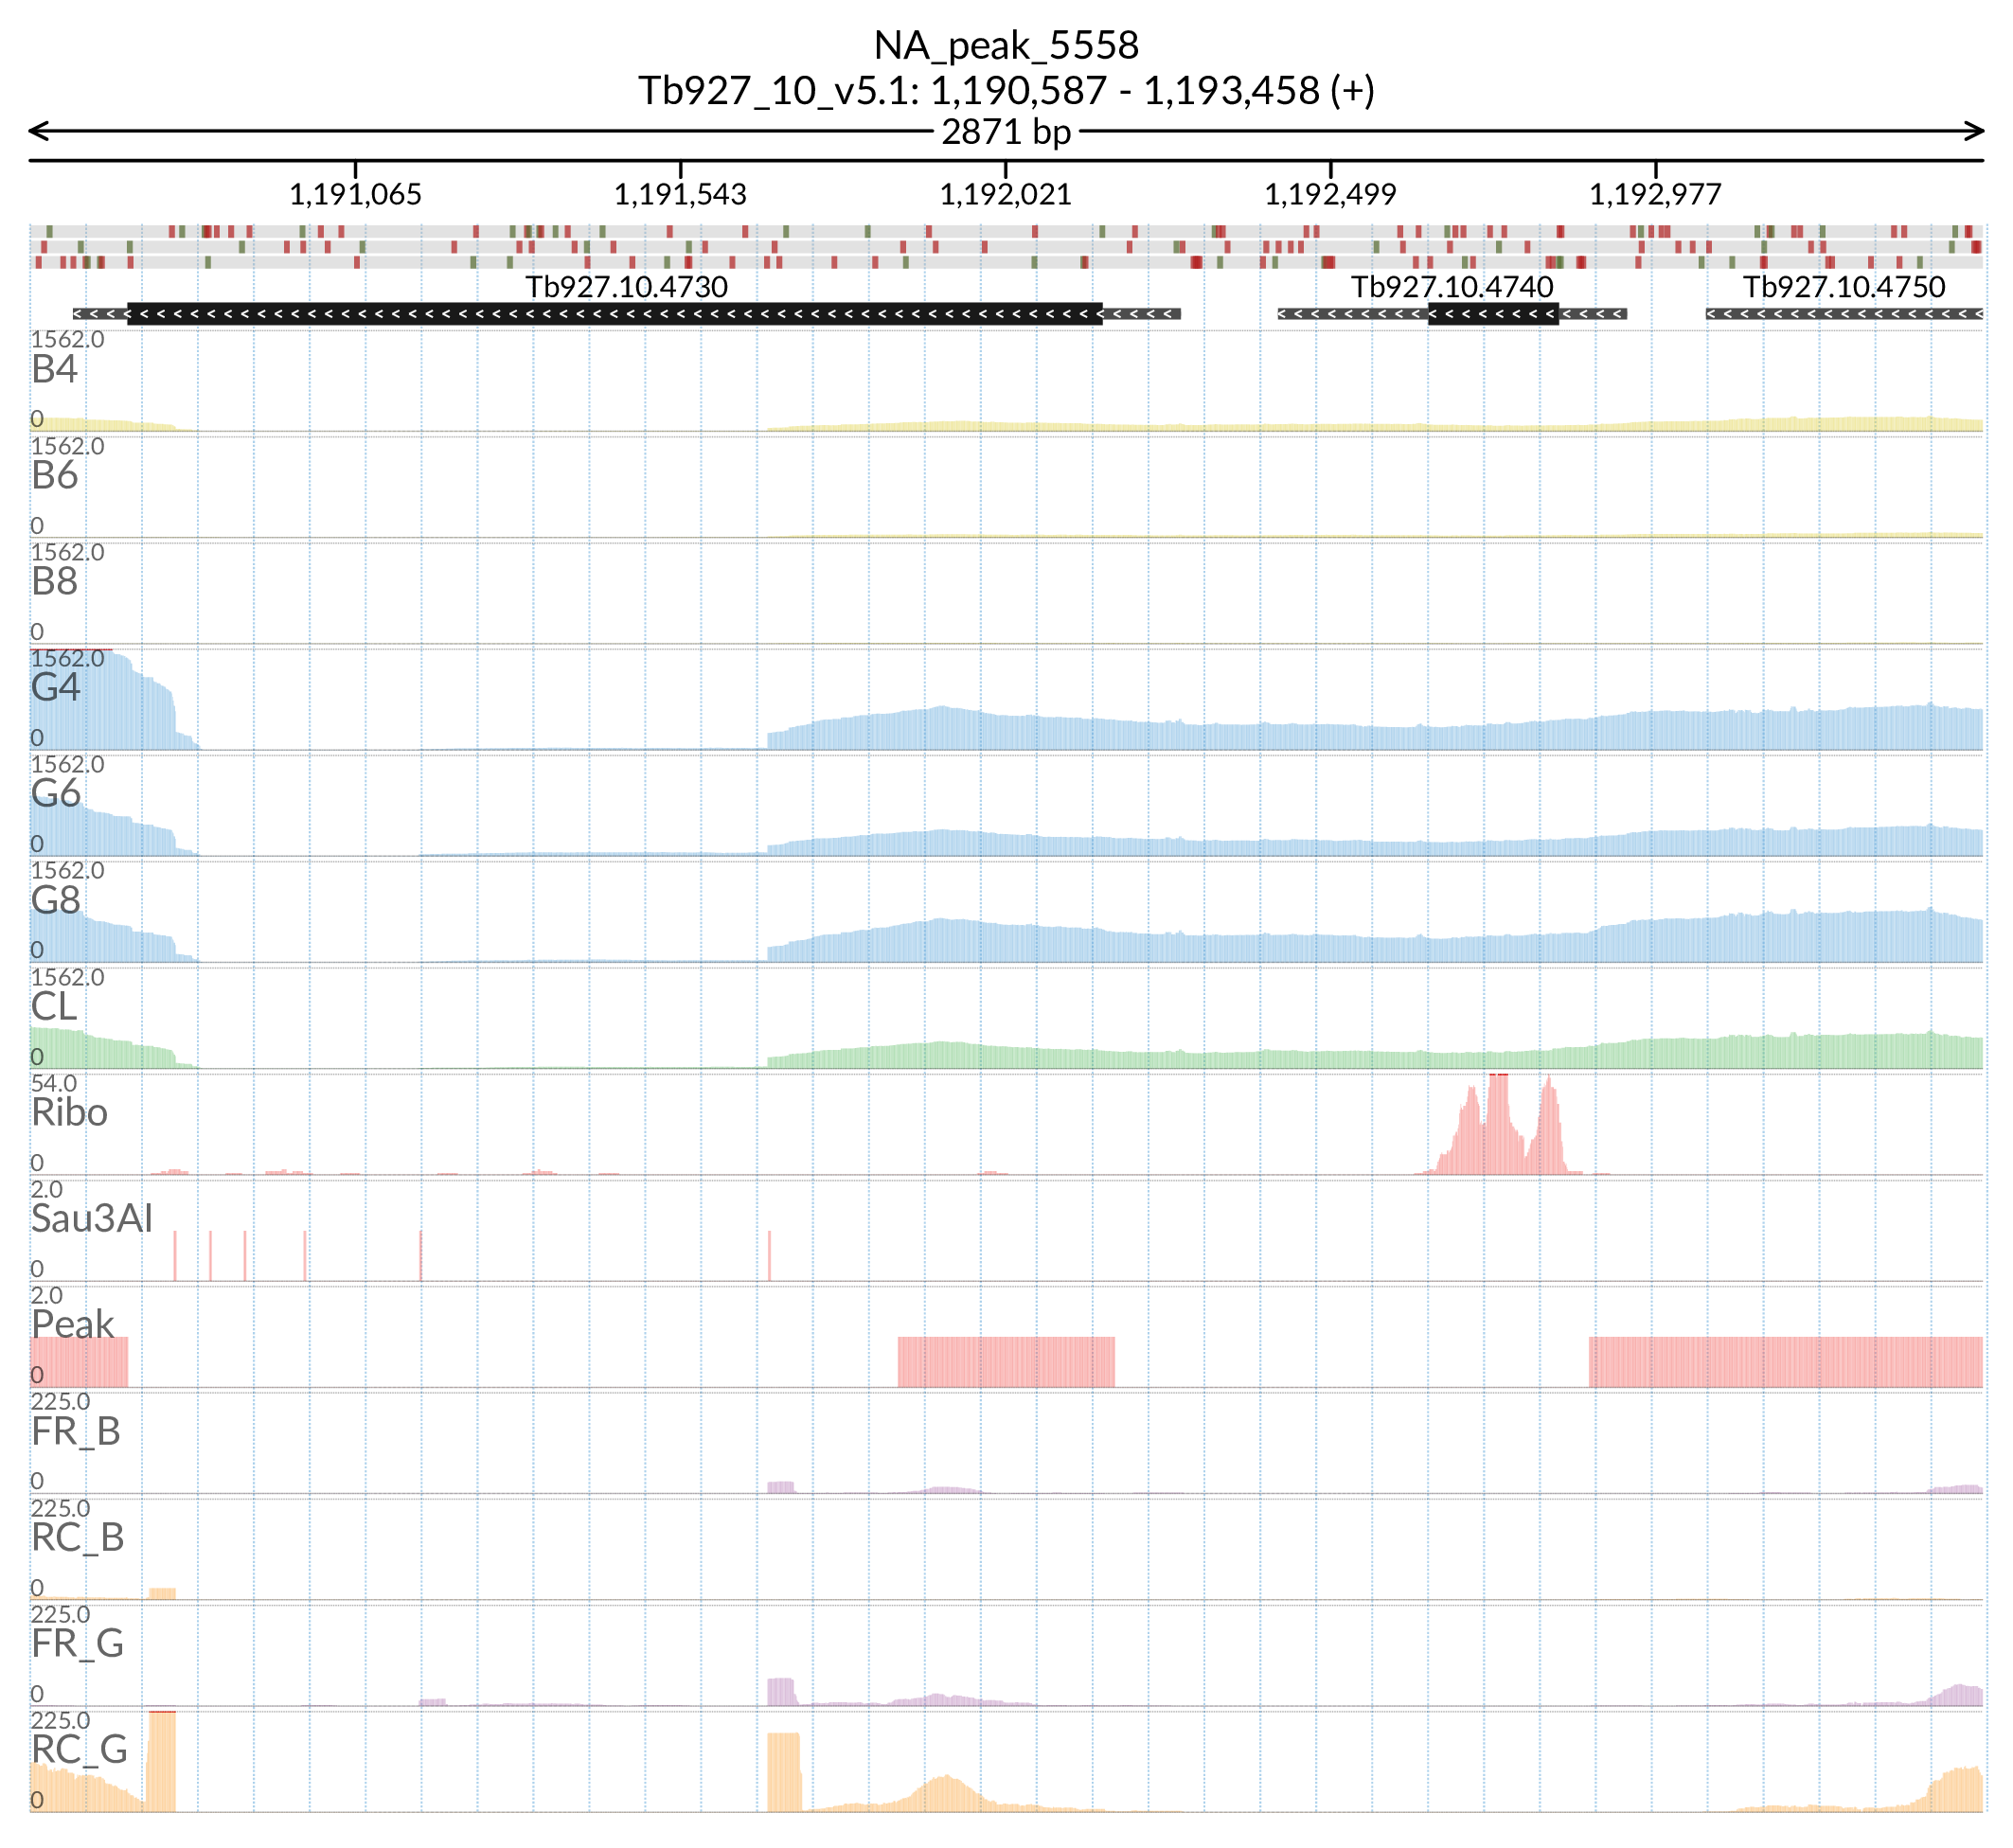 NA_peak_5558
Tb927_10_v5.1: 1,190,587 - 1,193,458 (+)
2871 bp
1,191,065 1,191,543 1,192,021 1,192,499 1,192,977
Tb927.10.4730 Tb927.10.4740 Tb927.10.4750
1562.0
B4
0
1562.0
B6
0
1562.0
B8
0
1562.0
G4
0
1562.0
G6
0
1562.0
G8
0
1562.0
CL
0
54.0
Ribo
0
2.0
Sau3AI
0
2.0
Peak
0
225.0
FR_B
0
225.0
RC_B
0
225.0
FR_G
0
225.0
RC_G
0